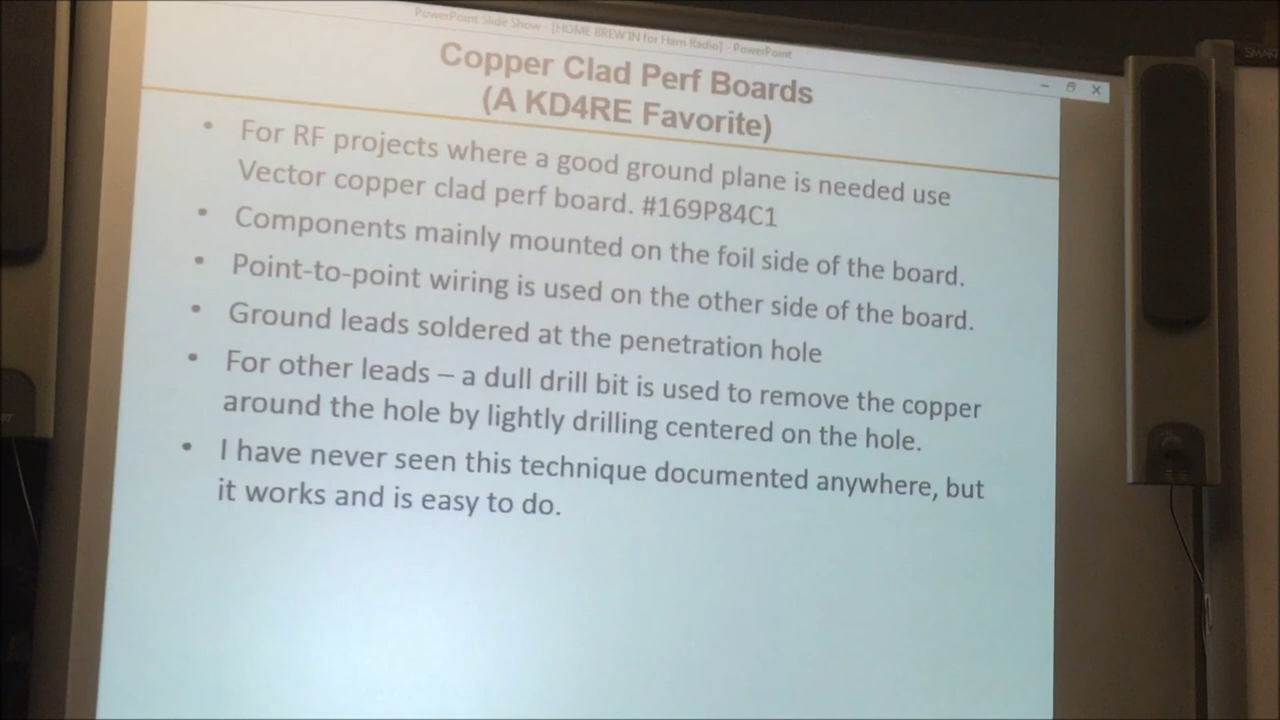 PowerPoint Slide Show - [HOME BREW'IN for Ham Radio] - PowerPoint
Copper Clad Perf Boards
(A KD4RE Favorite)
• For RF projects where a good ground plane is needed use
Vector copper clad perf board. #169P84C1
• Components mainly mounted on the foil side of the board.
• Point-to-point wiring is used on the other side of the board.
• Ground leads soldered at the penetration hole
• For other leads – a dull drill bit is used to remove the copper
around the hole by lightly drilling centered on the hole.
• I have never seen this technique documented anywhere, but
it works and is easy to do.